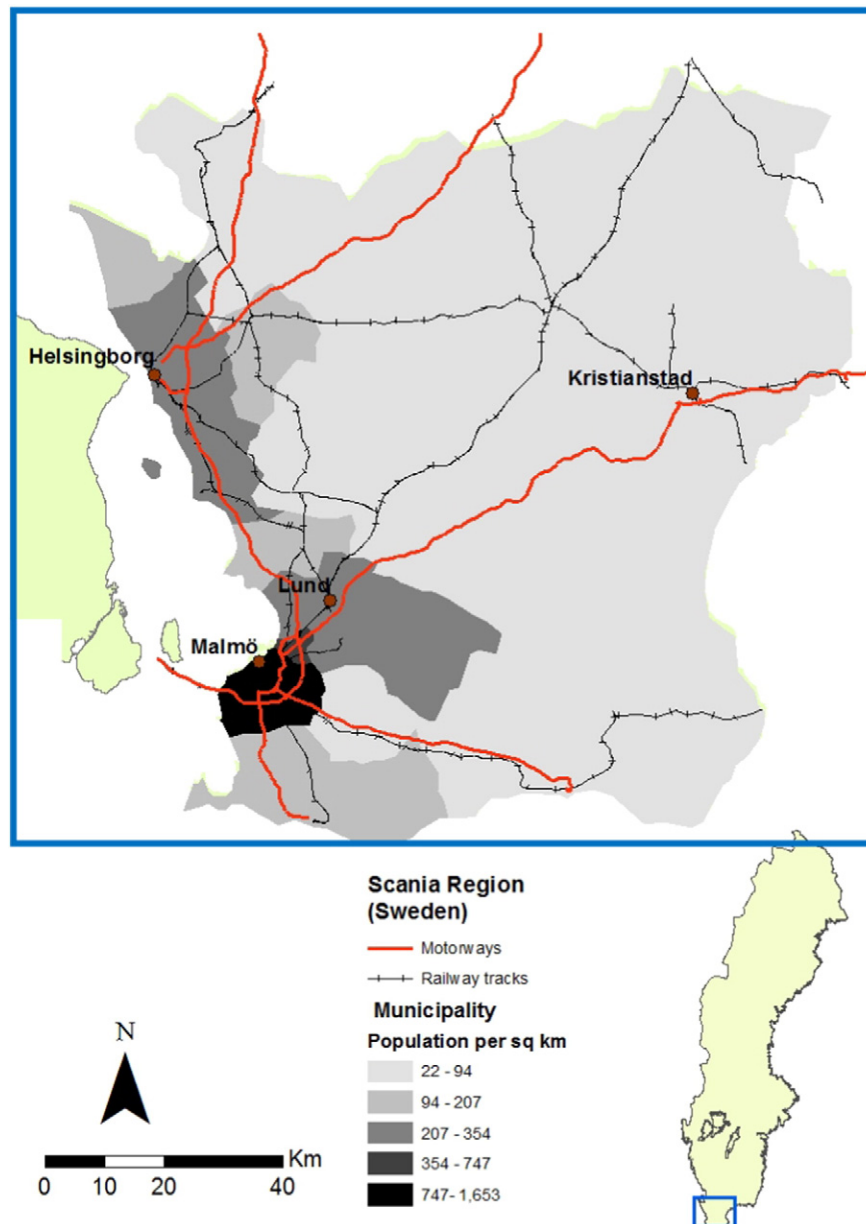 Helsingborg
Kristianstad
Lund
Malmö
Scania Region
(Sweden)
Motorways
Railway tracks
Municipality
Population per sq km
22 - 94
94 - 207
207 - 354
354 - 747
747- 1,653
N
Km
0 10 20 40